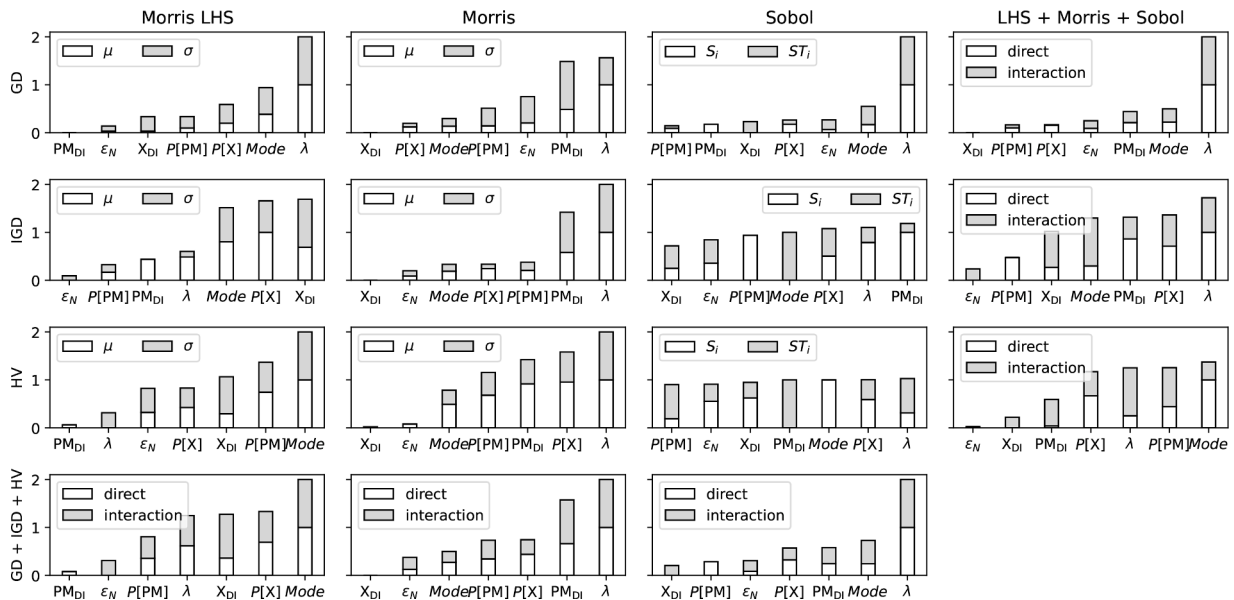 Morris LHS
Morris
Sobol
LHS + Morris + Sobol
GD
2
1
0
μ σ
PM_DI ε_N X_DI P[PM] P[X] Mode λ
μ σ
X_DI P[X] Mode P[PM] ε_N PM_DI λ
S_i ST_i
P[PM] PM_DI X_DI P[X] ε_N Mode λ
direct
interaction
X_DI P[PM] P[X] ε_N PM_DI Mode λ
IGD
2
1
0
μ σ
ε_N P[PM] PM_DI λ Mode P[X] X_DI
μ σ
X_DI ε_N Mode P[X] P[PM] PM_DI λ
S_i ST_i
X_DI ε_N P[PM] Mode P[X] λ PM_DI
direct
interaction
ε_N P[PM] X_DI Mode PM_DI P[X] λ
HV
2
1
0
μ σ
PM_DI λ ε_N P[X] X_DI P[PM] Mode
μ σ
X_DI ε_N Mode P[PM] PM_DI P[X] λ
S_i ST_i
P[PM] ε_N X_DI PM_DI Mode P[X] λ
direct
interaction
ε_N X_DI PM_DI P[X] λ P[PM] Mode
GD + IGD + HV
2
1
0
direct
interaction
PM_DI ε_N P[PM] λ X_DI P[X] Mode
direct
interaction
X_DI ε_N Mode P[PM] P[X] PM_DI λ
direct
interaction
X_DI P[PM] ε_N P[X] PM_DI Mode λ